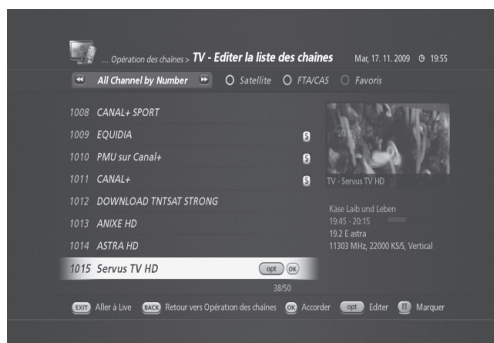 ... Opération des chaînes > TV - Editer la liste des chaînes Mar, 17. 11. 2009 19:55
All Channel by Number Satellite FTA/CAS Favoris
1008 CANAL+ SPORT
1009 EQUIDIA $
1010 PMU sur Canal+ $
1011 CANAL+ $
1012 DOWNLOAD TNTSAT STRONG
1013 ANIXE HD
1014 ASTRA HD
1015 Servus TV HD opt OK
38/50
TV - Servus TV HD
Käse Laib und Leben
19:45 - 20:15
19.2 E astra
11303 MHz, 22000 KS/S, Vertical
EXIT Aller à Live BACK Retour vers Opération des chaînes OK Accorder opt Editer Marquer